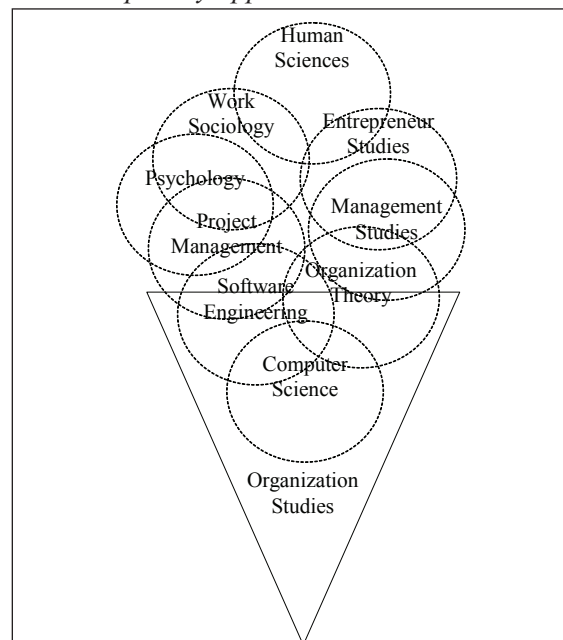 Human
Sciences
Work
Sociology
Entrepreneur
Studies
Psychology
Management
Studies
Project
Management
Organization
Theory
Software
Engineering
Computer
Science
Organization
Studies